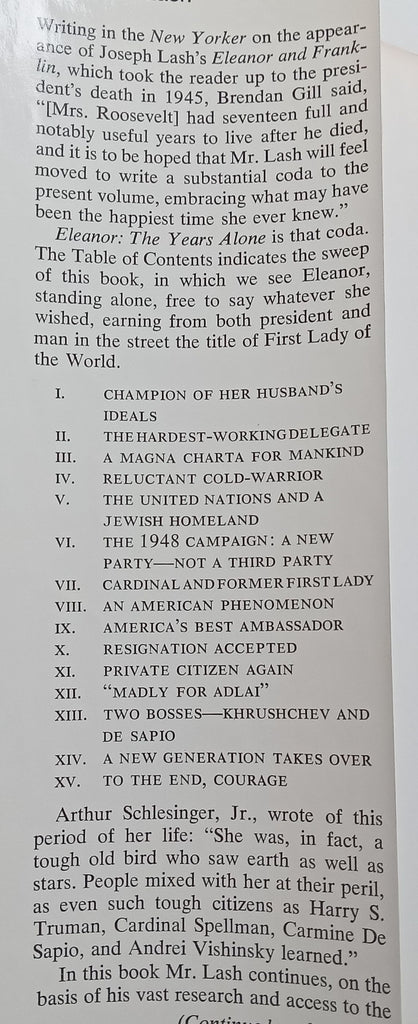 Writing in the New Yorker on the appear-
ance of Joseph Lash's Eleanor and Frank-
lin, which took the reader up to the presi-
dent's death in 1945, Brendan Gill said,
"[Mrs. Roosevelt] had seventeen full and
notably useful years to live after he died,
and it is to be hoped that Mr. Lash will feel
moved to write a substantial coda to the
present volume, embracing what may have
been the happiest time she ever knew."
Eleanor: The Years Alone is that coda.
The Table of Contents indicates the sweep
of this book, in which we see Eleanor,
standing alone, free to say whatever she
wished, earning from both president and
man in the street the title of First Lady of
the World.
I. CHAMPION OF HER HUSBAND'S
IDEALS
II. THE HARDEST-WORKING DELEGATE
III. A MAGNA CHARTA FOR MANKIND
IV. RELUCTANT COLD-WARRIOR
V. THE UNITED NATIONS AND A
JEWISH HOMELAND
VI. THE 1948 CAMPAIGN: A NEW
PARTY—NOT A THIRD PARTY
VII. CARDINAL AND FORMER FIRST LADY
VIII. AN AMERICAN PHENOMENON
IX. AMERICA'S BEST AMBASSADOR
X. RESIGNATION ACCEPTED
XI. PRIVATE CITIZEN AGAIN
XII. "MADLY FOR ADLAI"
XIII. TWO BOSSES—KHRUSHCHEV AND
DE SAPIO
XIV. A NEW GENERATION TAKES OVER
XV. TO THE END, COURAGE
Arthur Schlesinger, Jr., wrote of this
period of her life: "She was, in fact, a
tough old bird who saw earth as well as
stars. People mixed with her at their peril,
as even such tough citizens as Harry S.
Truman, Cardinal Spellman, Carmine De
Sapio, and Andrei Vishinsky learned."
In this book Mr. Lash continues, on the
basis of his vast research and access to the